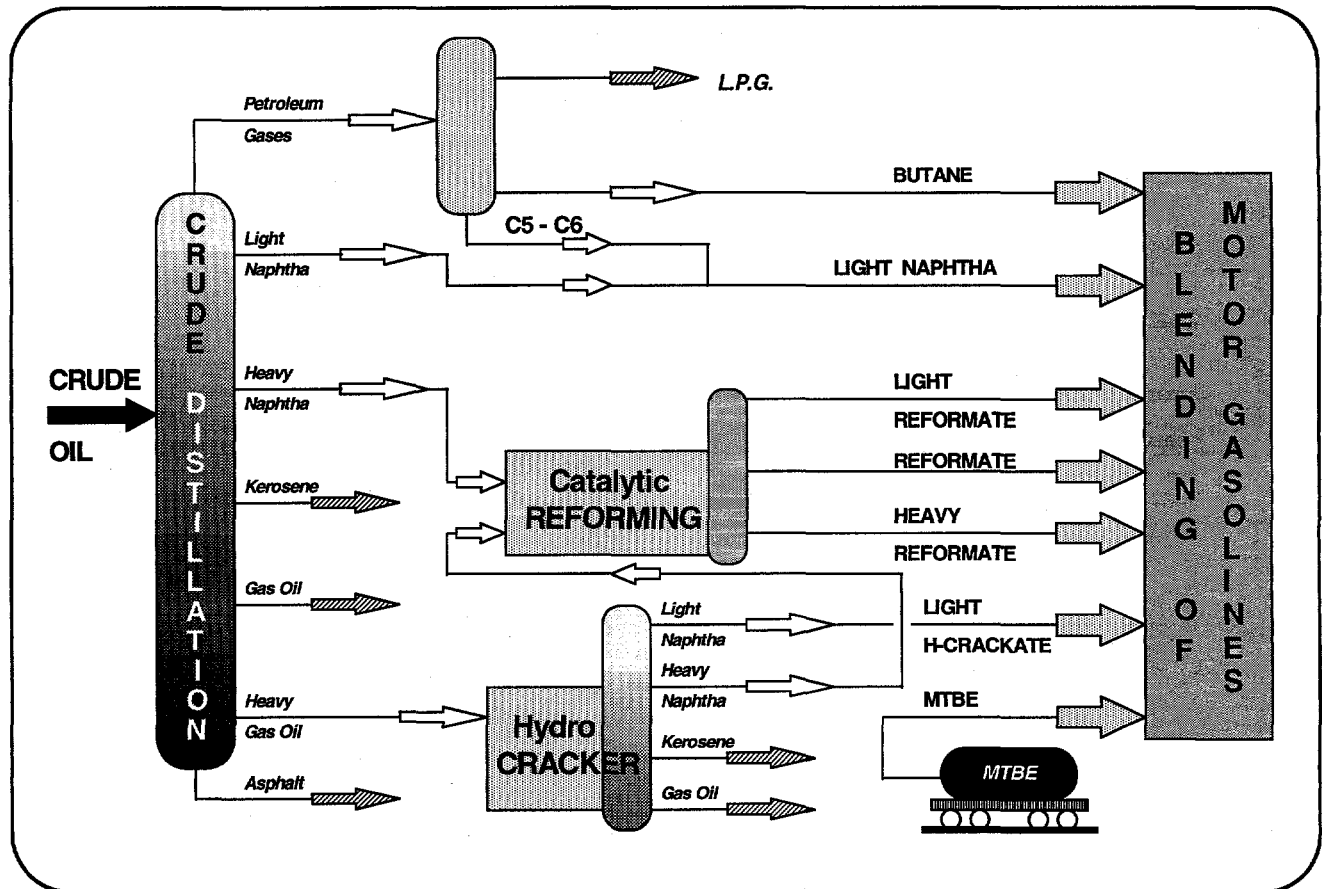 L.P.G.
Petroleum
Gases
BUTANE
C5 - C6
Light
Naphtha
LIGHT NAPHTHA
CRUDE DISTILLATION
CRUDE
OIL
Heavy
Naphtha
LIGHT
REFORMATE
Catalytic
REFORMING
REFORMATE
HEAVY
REFORMATE
Kerosene
Gas Oil
Light
Naphtha
LIGHT
H-CRACKATE
Heavy
Naphtha
Heavy
Gas Oil
Hydro
CRACKER
MTBE
Kerosene
MTBE
Asphalt
Gas Oil
BLENDING OF
MOTOR GASOLINES